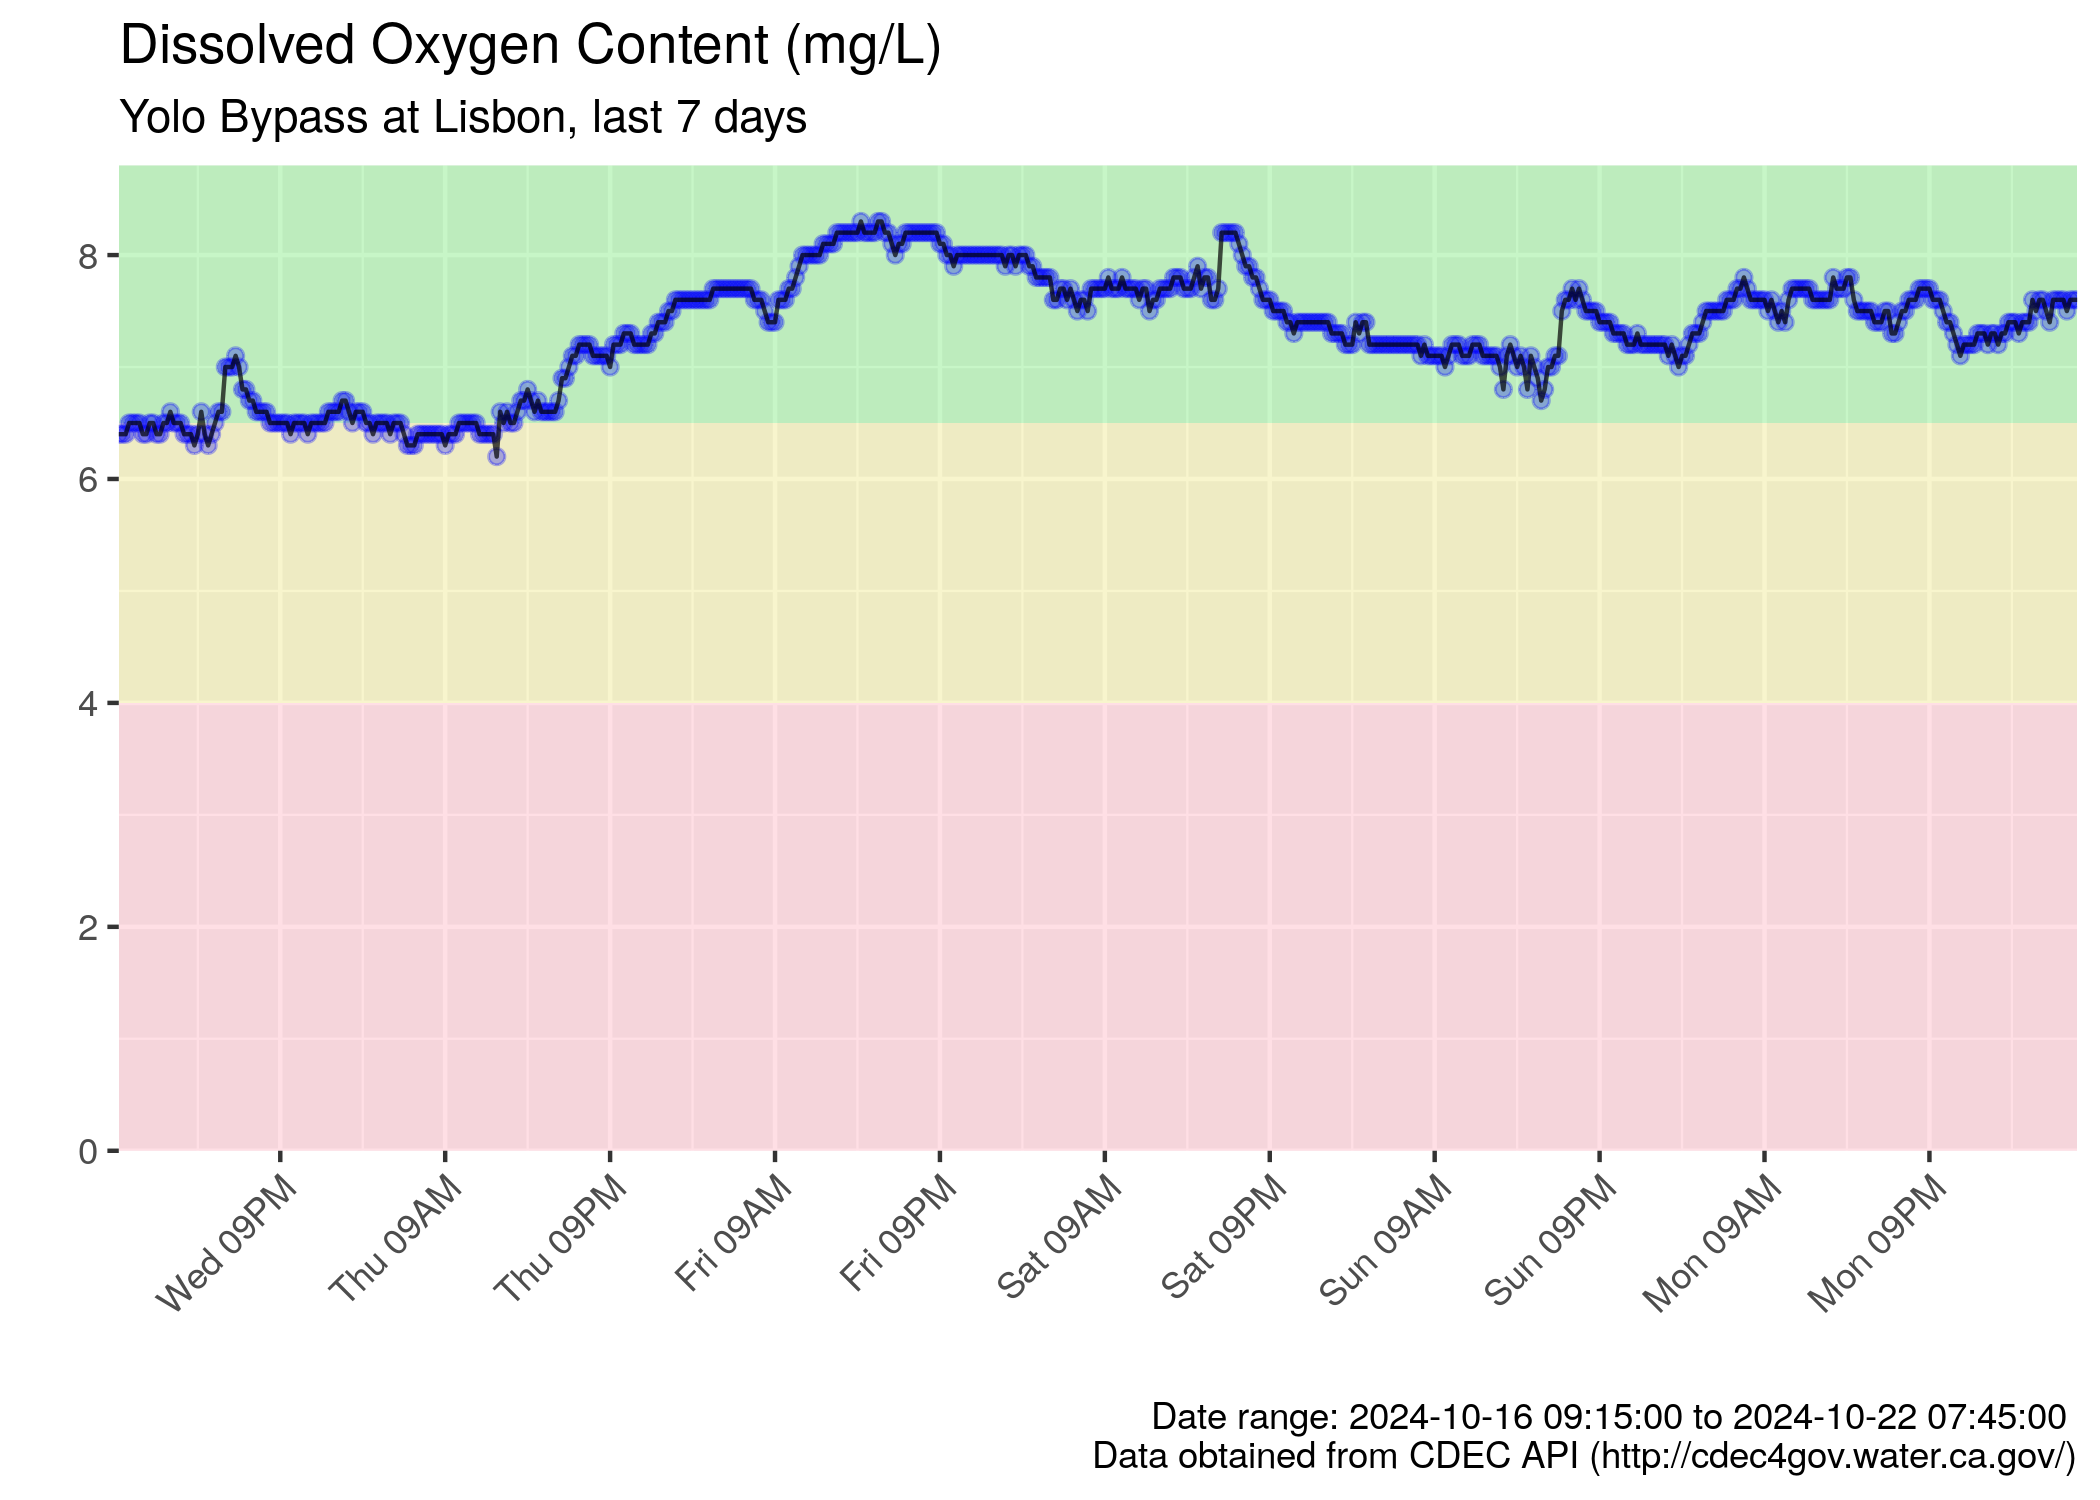 Dissolved Oxygen Content (mg/L)
Yolo Bypass at Lisbon, last 7 days
8
6
4
2
0
Wed 09PM
Thu 09AM
Thu 09PM
Fri 09AM
Fri 09PM
Sat 09AM
Sat 09PM
Sun 09AM
Sun 09PM
Mon 09AM
Mon 09PM
Date range: 2024-10-16 09:15:00 to 2024-10-22 07:45:00
Data obtained from CDEC API (http://cdec4gov.water.ca.gov/)